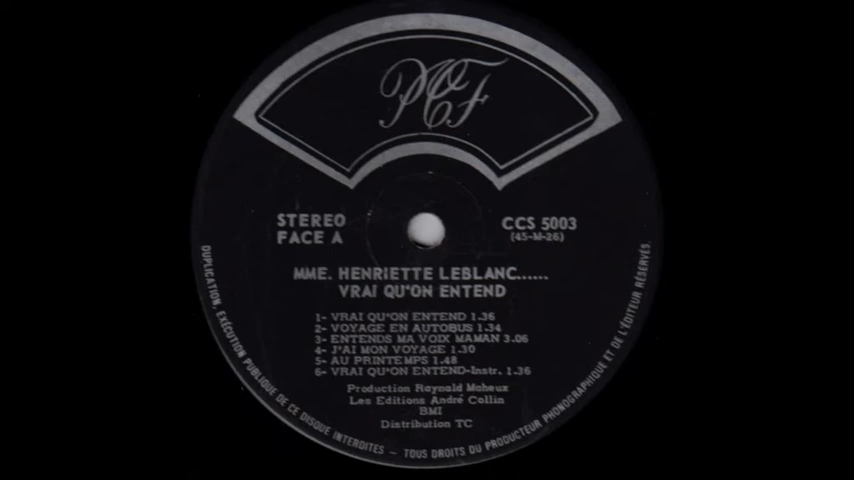 PCF
STEREO
FACE A
CCS 5003
(45-M-26)
MME. HENRIETTE LEBLANC......
VRAI QU'ON ENTEND
1- VRAI QU'ON ENTEND 1.36
2- VOYAGE EN AUTOBUS 1.34
3- ENTENDS MA VOIX MAMAN 3.06
4- J'AI MON VOYAGE 1.30
5- AU PRINTEMPS 1.48
6- VRAI QU'ON ENTEND-Instr. 1.36
Production Raynald Maheux
Les Editions André Collin
BMI
Distribution TC
DUPLICATION, EXÉCUTION PUBLIQUE DE CE DISQUE INTERDITES — TOUS DROITS DU PRODUCTEUR PHONOGRAPHIQUE ET DE L'ÉDITEUR RÉSERVÉS.